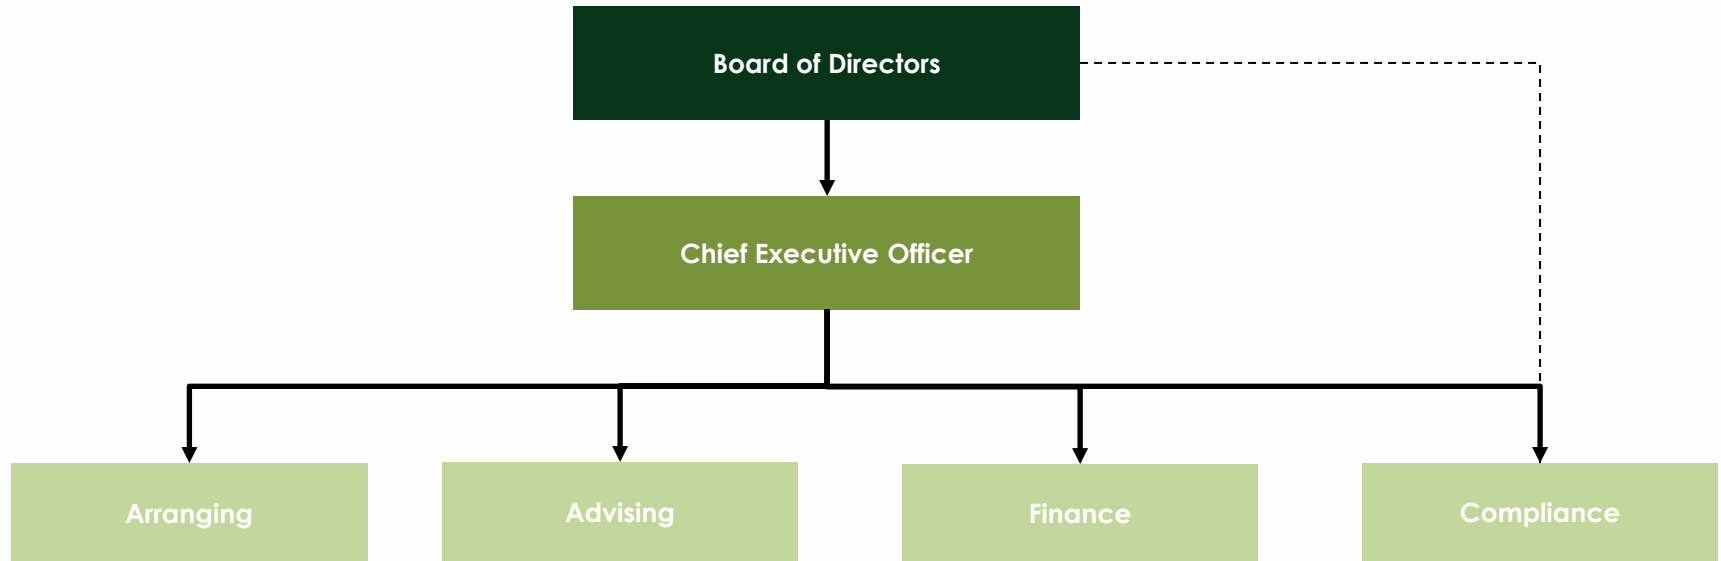 Board of Directors
Chief Executive Officer
Arranging
Advising
Finance
Compliance